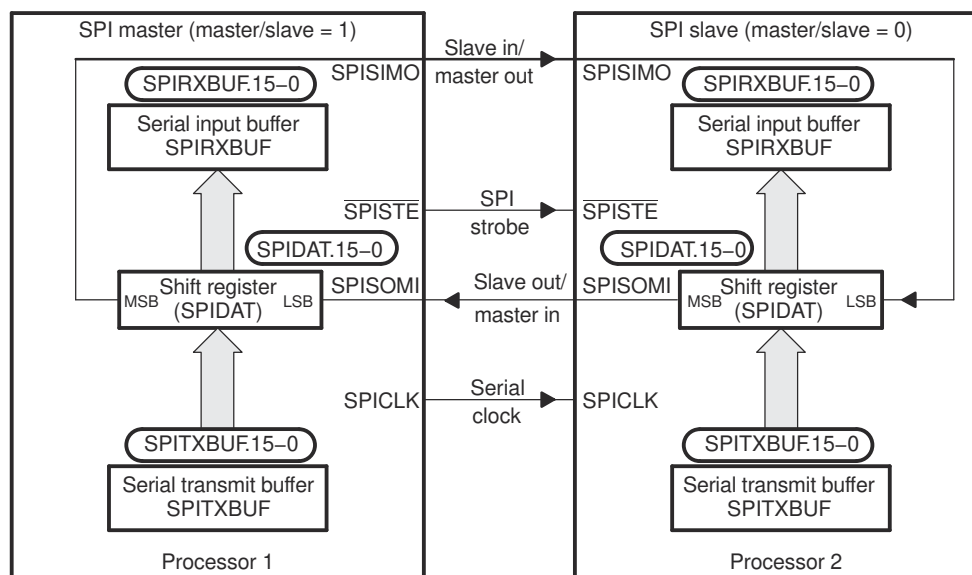 SPI master (master/slave = 1)
SPISIMO
SPIRXBUF.15−0
Serial input buffer
SPIRXBUF
SPISTE
SPIDAT.15−0
MSB
Shift register
(SPIDAT)
LSB
SPISOMI
SPICLK
SPITXBUF.15−0
Serial transmit buffer
SPITXBUF
Processor 1
Slave in/
master out
SPI
strobe
Slave out/
master in
Serial
clock
SPI slave (master/slave = 0)
SPISIMO
SPIRXBUF.15−0
Serial input buffer
SPIRXBUF
SPISTE
SPIDAT.15−0
SPISOMI
MSB
Shift register
(SPIDAT)
LSB
SPICLK
SPITXBUF.15−0
Serial transmit buffer
SPITXBUF
Processor 2